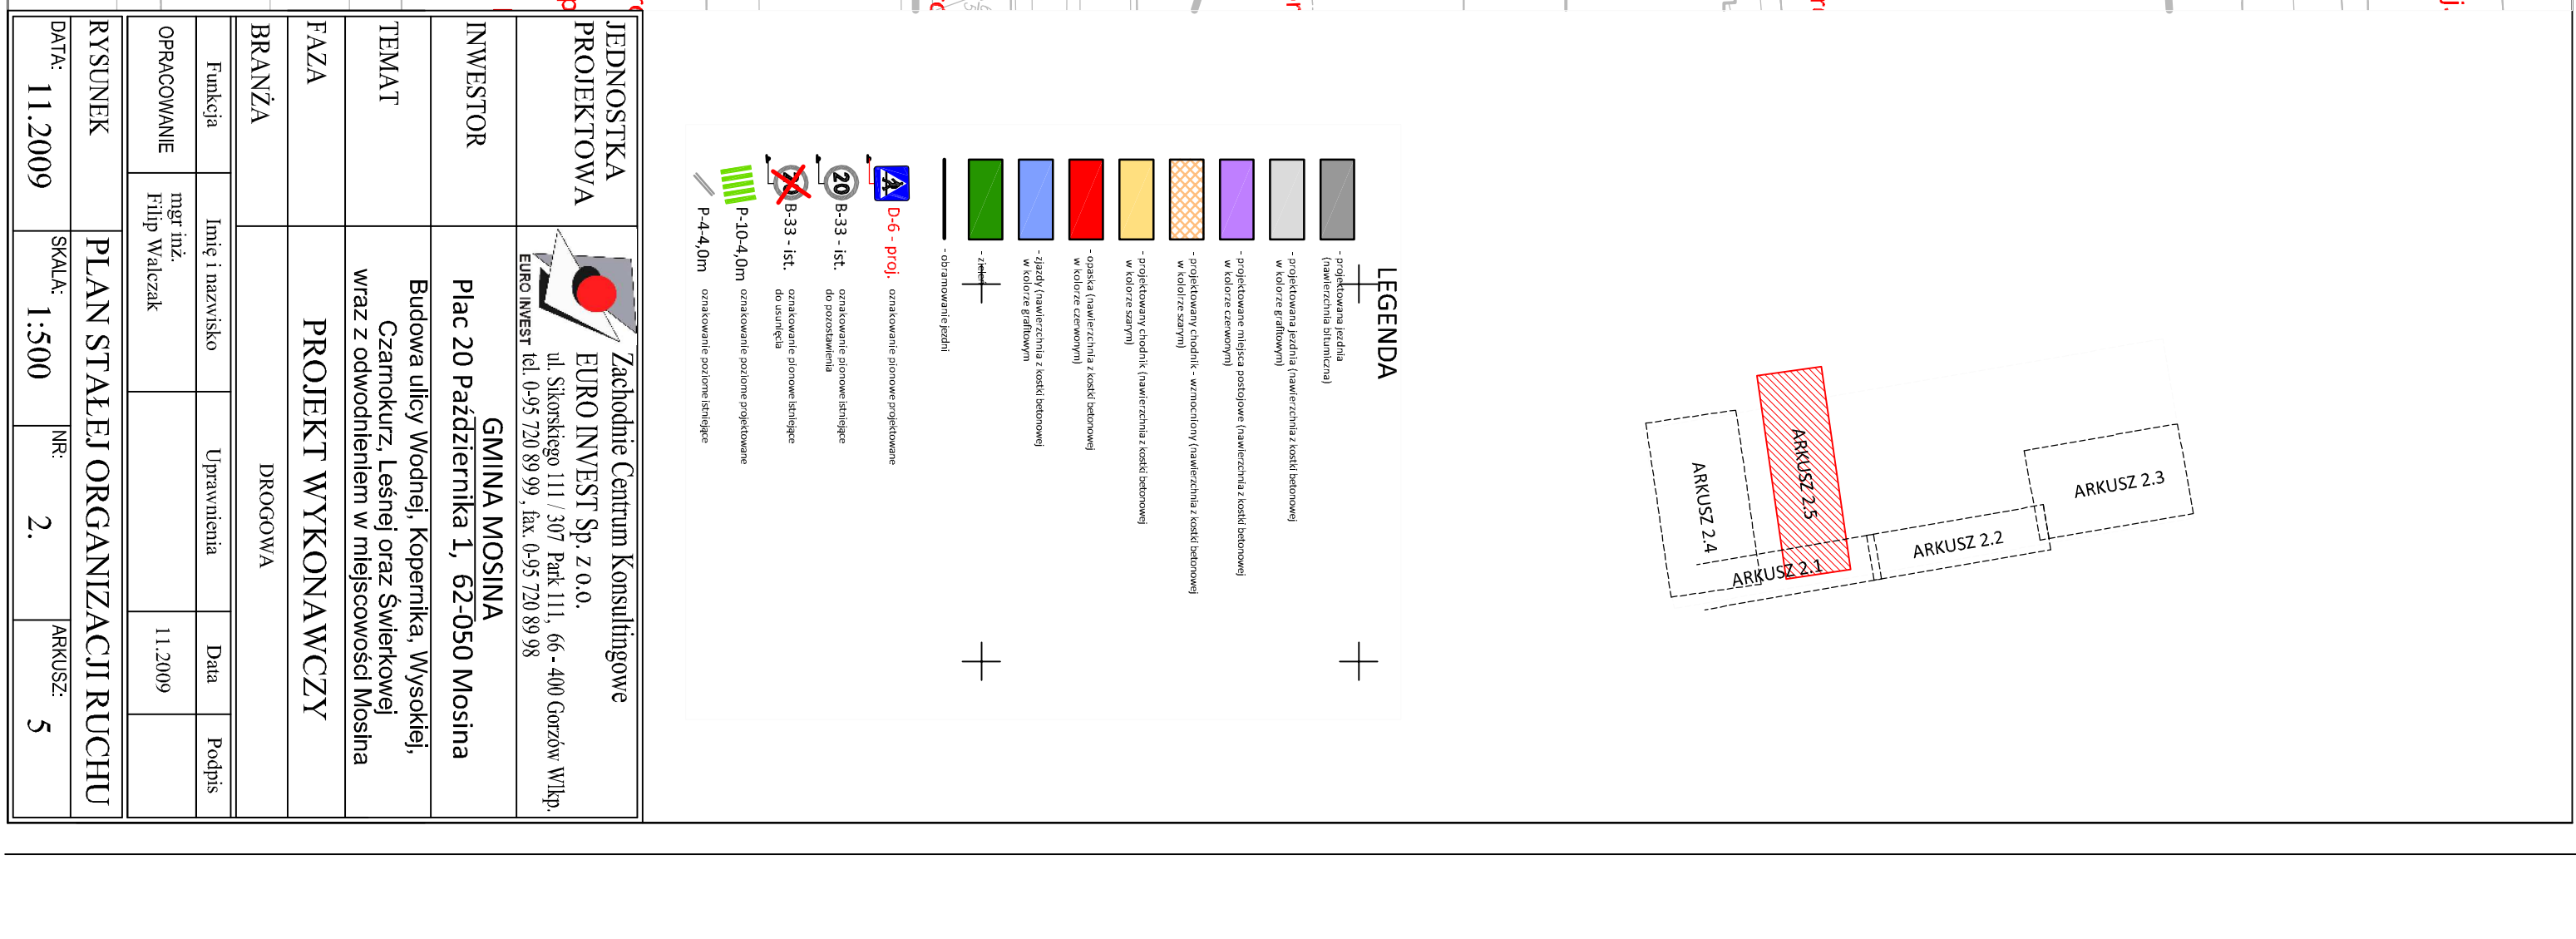 LEGENDA
- projektowana jezdnia
(nawierzchnia bitumiczna)
- projektowana jezdnia (nawierzchnia z kostki betonowej
w kolorze grafitowym)
- projektowane miejsca postojowe (nawierzchnia z kostki betonowej
w kolorze czerwonym)
- projektowany chodnik - wzmocniony (nawierzchnia z kostki betonowej
w kololrze szarym)
- projektowany chodnik (nawierzchnia z kostki betonowej
w kolorze szarym)
- opaska (nawierzchnia z kostki betonowej
w kolorze czerwonym)
- zjazdy (nawierzchnia z kostki betonowej
w kolorze grafitowym
- zieleń
- obramowanie jezdni
D-6 - proj. oznakowanie pionowe projektowane
20 B-33 - ist. oznakowanie pionowe istniejące
do pozostawienia
20 B-33 - ist. oznakowanie pionowe istniejące
do usunięcia
P-10-4,0m oznakowanie poziome projektowane
P-4-4,0m oznakowanie poziome istniejące
ARKUSZ 2.4
ARKUSZ 2.5
ARKUSZ 2.1
ARKUSZ 2.2
ARKUSZ 2.3
JEDNOSTKA
PROJEKTOWA
EURO INVEST
Zachodnie Centrum Konsultingowe
EURO INVEST Sp. z o.o.
ul. Sikorskiego 111 / 307 Park 111, 66 - 400 Gorzów Wlkp.
tel. 0-95 720 89 99 , fax. 0-95 720 89 98
INWESTOR
GMINA MOSINA
Plac 20 Października 1, 62-050 Mosina
TEMAT
Budowa ulicy Wodnej, Kopernika, Wysokiej,
Czarnokurz, Leśnej oraz Świerkowej
wraz z odwodnieniem w miejscowości Mosina
FAZA PROJEKT WYKONAWCZY
BRANŻA DROGOWA
Funkcja Imię i nazwisko Uprawnienia Data Podpis
OPRACOWANIE mgr inż.
Filip Walczak
11.2009
RYSUNEK PLAN STAŁEJ ORGANIZACJI RUCHU
DATA: 11.2009 SKALA: 1:500 NR: 2. ARKUSZ: 5